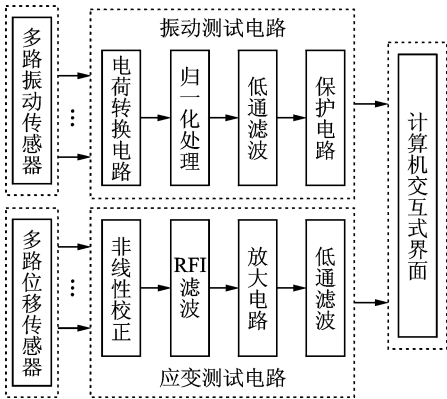 多路振动传感器
振动测试电路
电荷转换电路
归一化处理
低通滤波
保护电路
计算机交互式界面
多路位移传感器
非线性校正
RFI
滤波
放大电路
低通滤波
应变测试电路